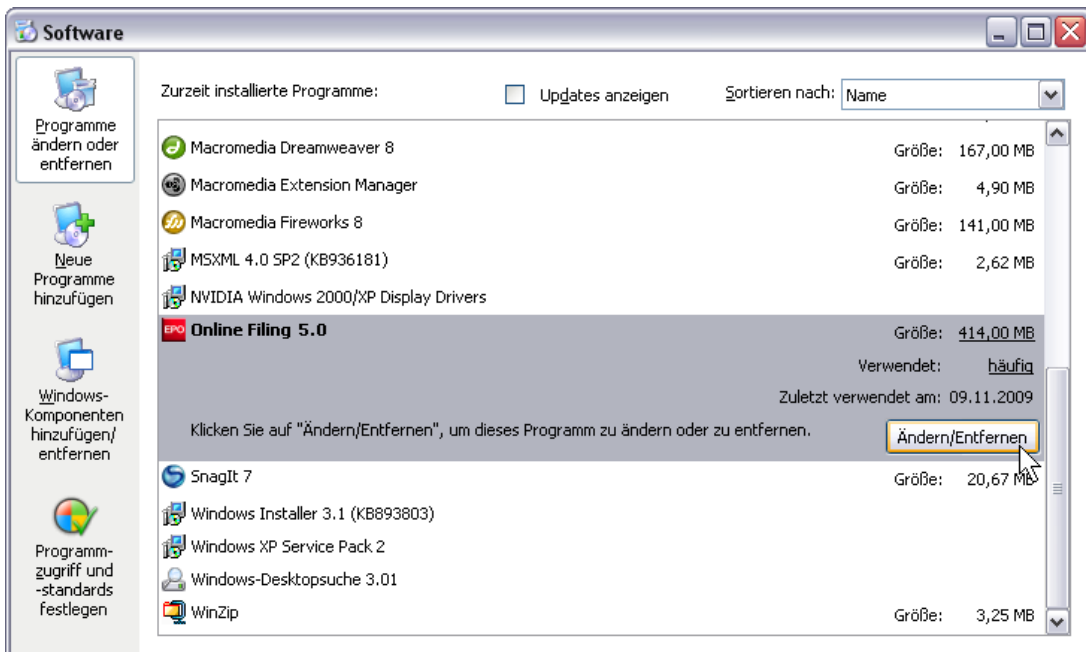 Software
Programme
ändern oder
entfernen
Neue
Programme
hinzufügen
Windows-
Komponenten
hinzufügen/
entfernen
Programm-
zugriff und
-standards
festlegen
Zurzeit installierte Programme: Updates anzeigen Sortieren nach: Name
Macromedia Dreamweaver 8 Größe: 167,00 MB
Macromedia Extension Manager Größe: 4,90 MB
Macromedia Fireworks 8 Größe: 141,00 MB
MSXML 4.0 SP2 (KB936181) Größe: 2,62 MB
NVIDIA Windows 2000/XP Display Drivers
EPO Online Filing 5.0 Größe: 414,00 MB
Verwendet: häufig
Zuletzt verwendet am: 09.11.2009
Klicken Sie auf "Ändern/Entfernen", um dieses Programm zu ändern oder zu entfernen. Ändern/Entfernen
SnagIt 7 Größe: 20,67 MB
Windows Installer 3.1 (KB893803)
Windows XP Service Pack 2
Windows-Desktopsuche 3.01
WinZip Größe: 3,25 MB